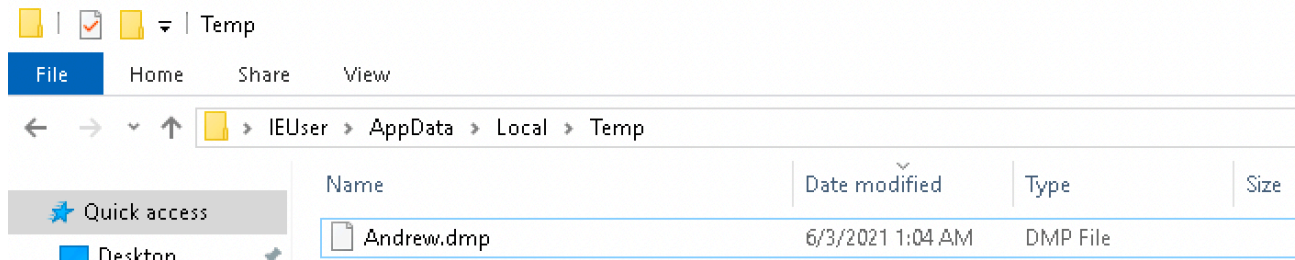 Temp
File Home Share View
IEUser > AppData > Local > Temp
Name Date modified Type Size
Quick access
Andrew.dmp 6/3/2021 1:04 AM DMP File
Desktop